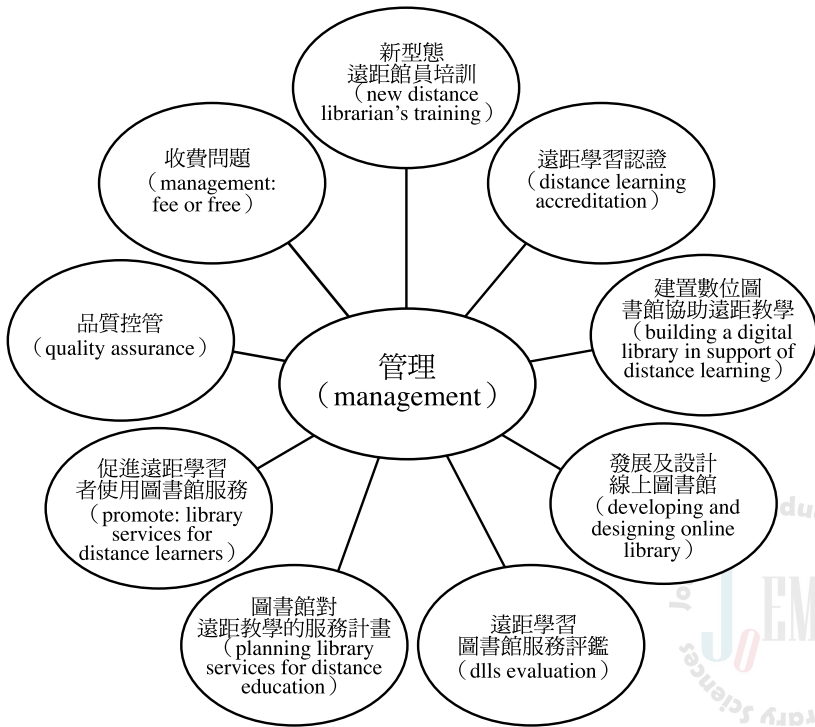 新型態
遠距館員培訓
（new distance
librarian's training）
收費問題
（management:
fee or free）
遠距學習認證
（distance learning
accreditation）
品質控管
（quality assurance）
建置數位圖
書館協助遠距教學
（building a digital
library in support of
distance learning）
管理
（management）
促進遠距學習
者使用圖書館服務
（promote: library
services for
distance learners）
發展及設計
線上圖書館
（developing and
designing online
library）
圖書館對
遠距教學的服務計畫
（planning library
services for distance
education）
遠距學習
圖書館服務評鑑
（dlls evaluation）
for
JoEM
Sciences